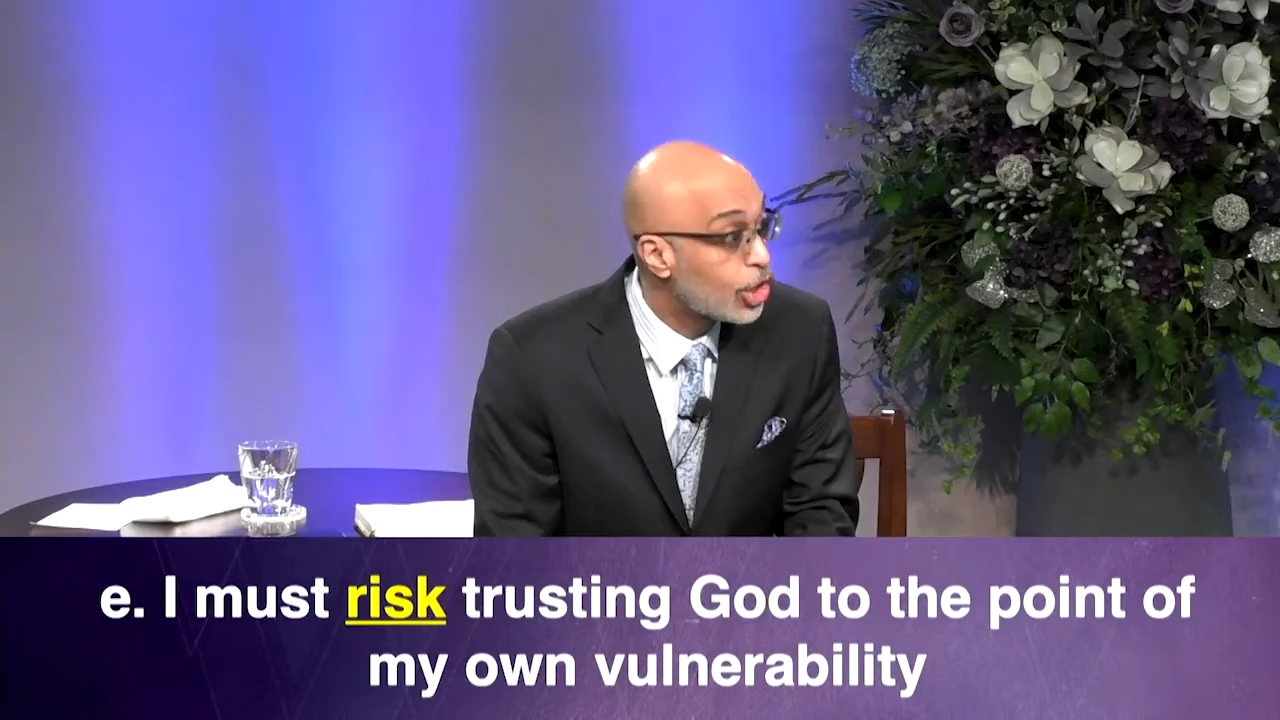 e. I must risk trusting God to the point of
my own vulnerability